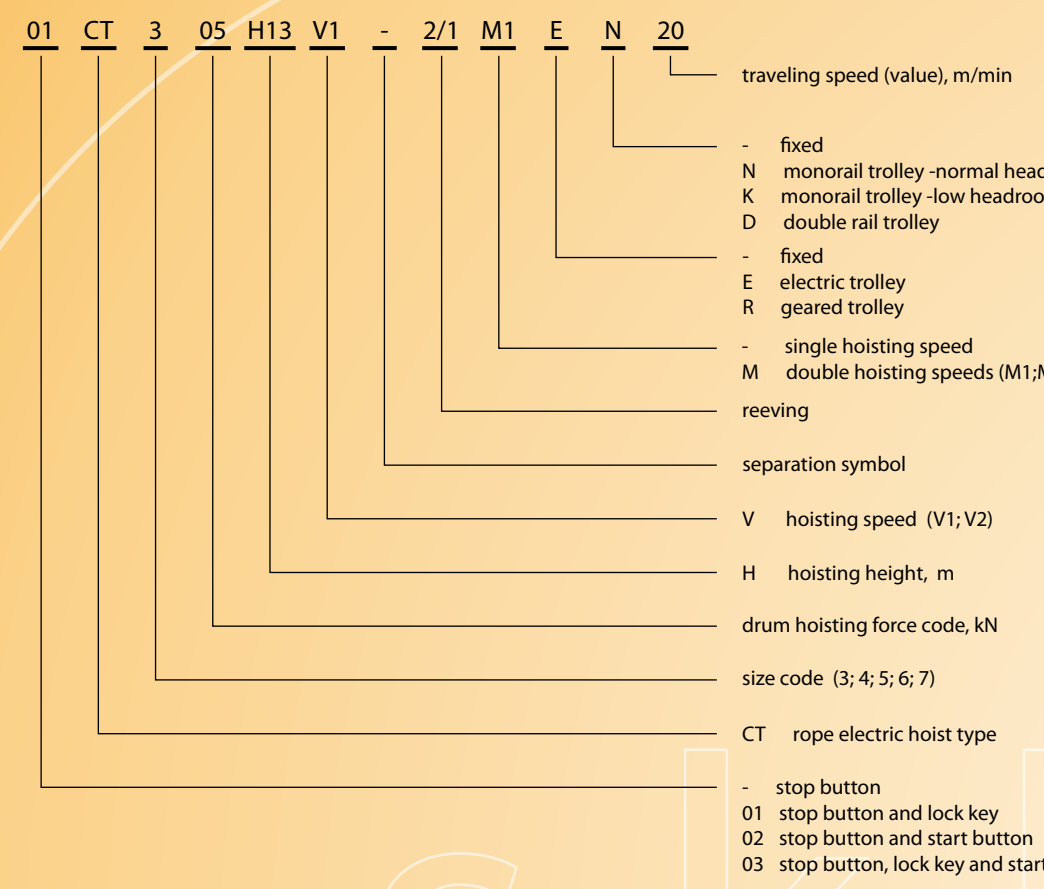 01 CT 3 05 H13 V1 - 2/1 M1 E N 20
traveling speed (value), m/min
- fixed
N monorail trolley -normal
K monorail trolley -low
D double rail trolley
- fixed
E electric trolley
R geared trolley
- single hoisting speed
M double hoisting speeds (M1;
reeving
separation symbol
V hoisting speed (V1; V2)
H hoisting height, m
drum hoisting force code, kN
size code (3; 4; 5; 6; 7)
CT rope electric hoist type
- stop button
01 stop button and lock key
02 stop button and start button
03 stop button, lock key and start